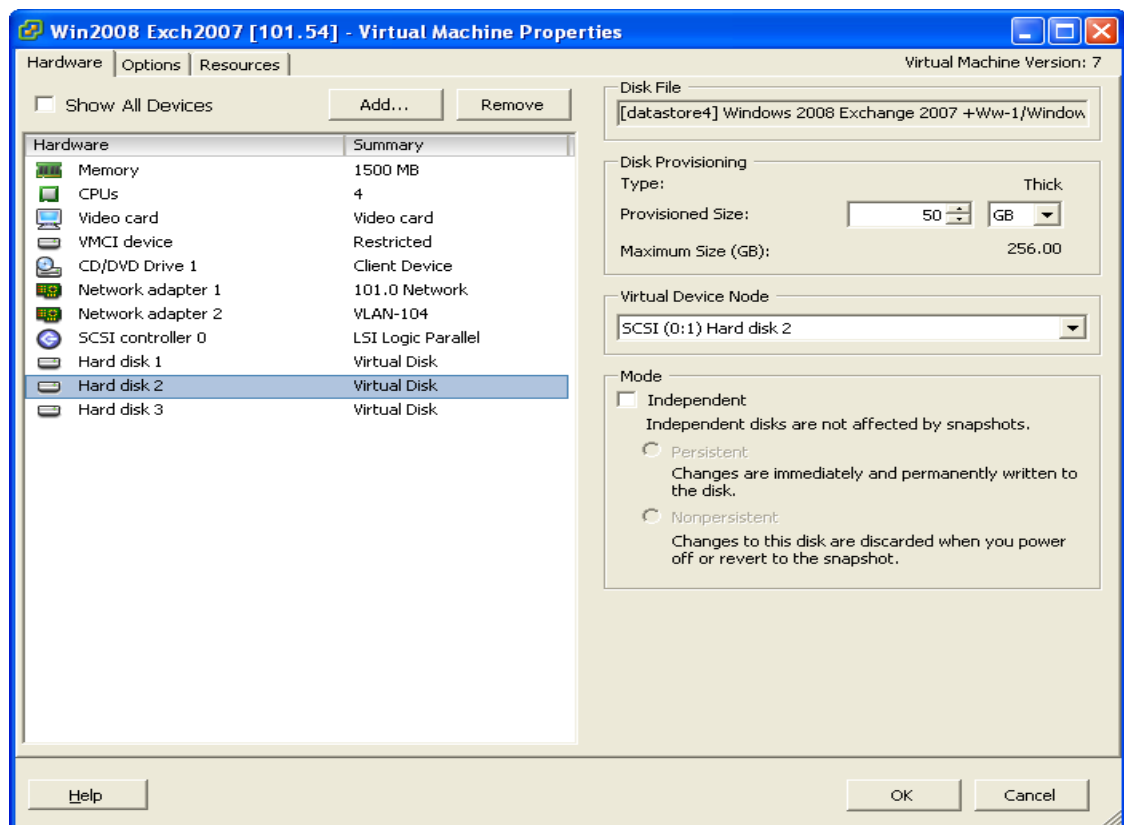 Win2008 Exch2007 [101.54] - Virtual Machine Properties
Hardware Options Resources
Virtual Machine Version: 7
Show All Devices
Add...
Remove
Hardware Summary
Memory 1500 MB
CPUs 4
Video card Video card
VMCI device Restricted
CD/DVD Drive 1 Client Device
Network adapter 1 101.0 Network
Network adapter 2 VLAN-104
SCSI controller 0 LSI Logic Parallel
Hard disk 1 Virtual Disk
Hard disk 2 Virtual Disk
Hard disk 3 Virtual Disk
Disk File
[datastore4] Windows 2008 Exchange 2007 +Ww-1/Window
Disk Provisioning
Type: Thick
Provisioned Size: 50 GB
Maximum Size (GB): 256.00
Virtual Device Node
SCSI (0:1) Hard disk 2
Mode
Independent
Independent disks are not affected by snapshots.
Persistent
Changes are immediately and permanently written to
the disk.
Nonpersistent
Changes to this disk are discarded when you power
off or revert to the snapshot.
Help
OK
Cancel